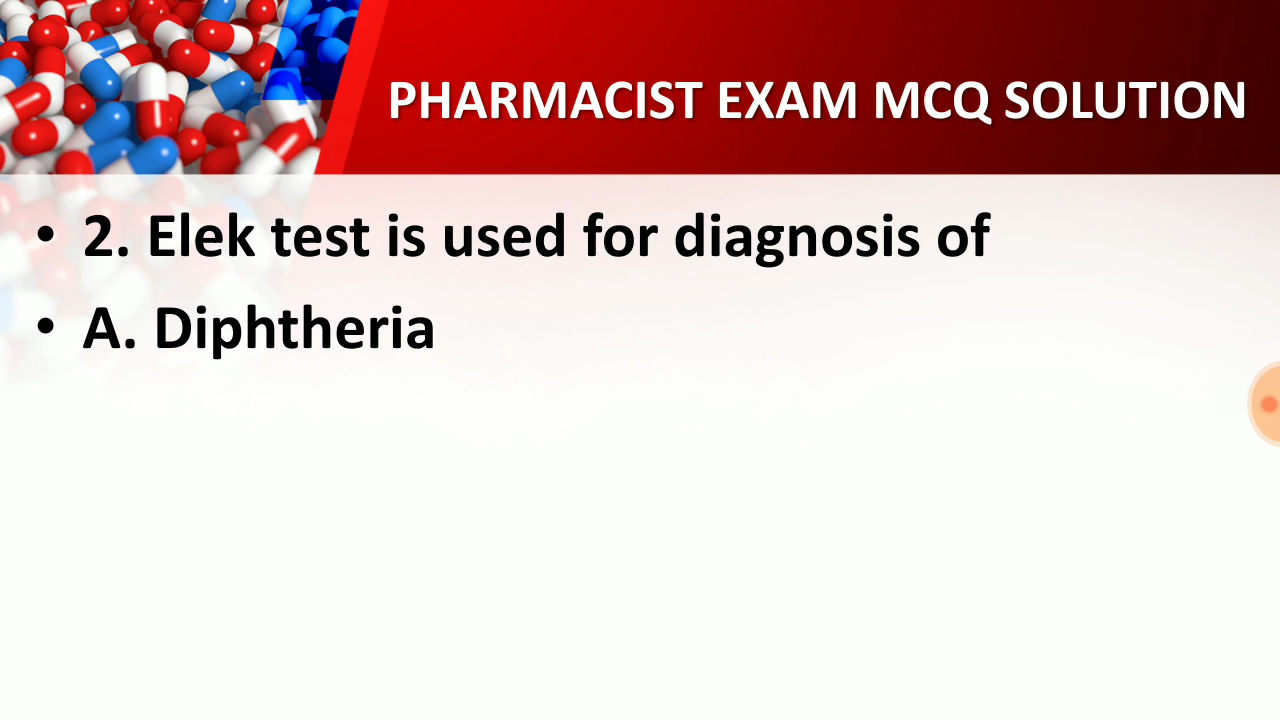 PHARMACIST EXAM MCQ SOLUTION
• 2. Elek test is used for diagnosis of
• A. Diphtheria